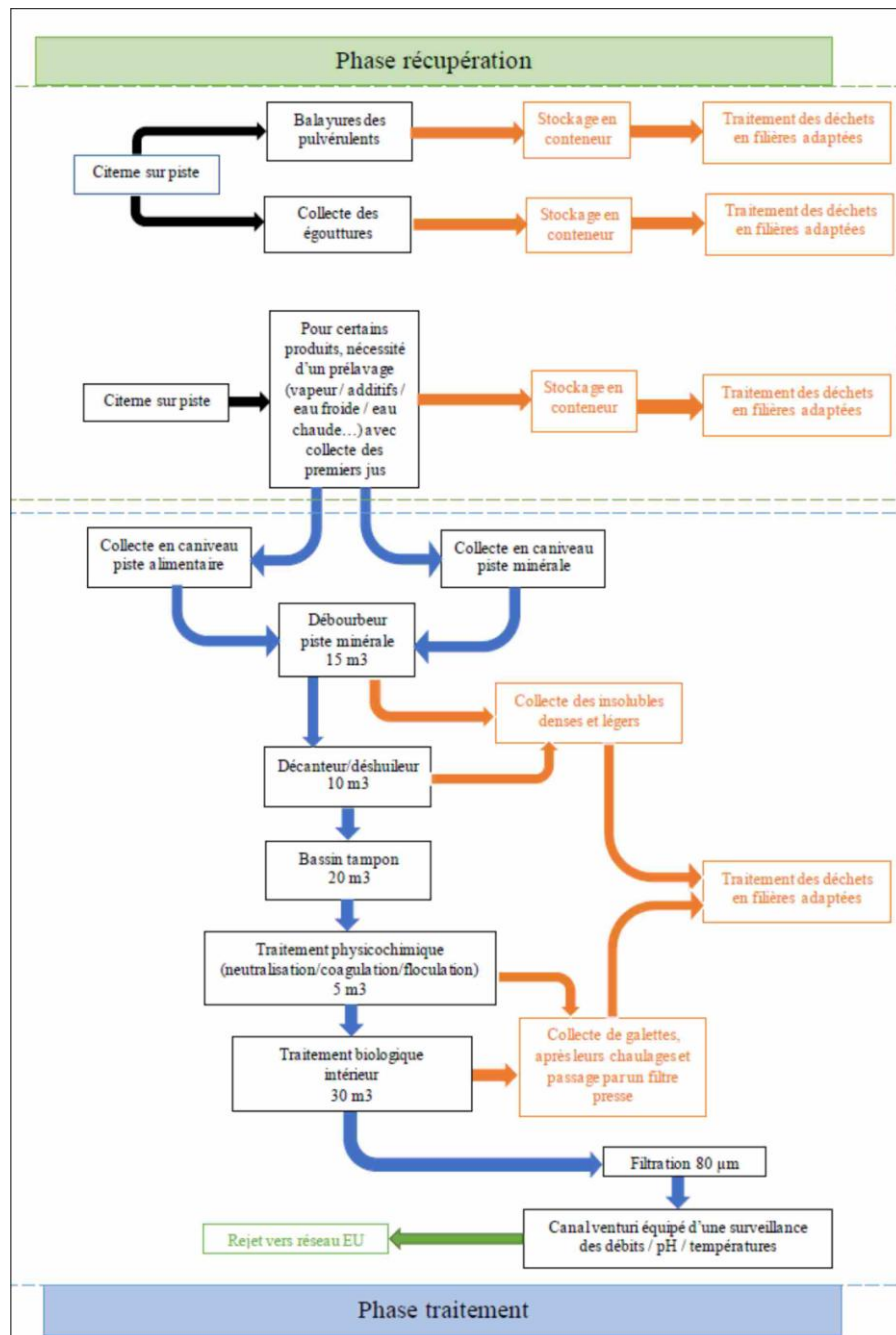 Phase récupération
Balayures des
pulvérulents
Stockage en
conteneur
Traitement des déchets
en filières adaptées
Citerne sur piste
Collecte des
égouttures
Stockage en
conteneur
Traitement des déchets
en filières adaptées
Pour certains
produits, nécessité
d'un prélavage
(vapeur / additifs /
eau froide / eau
chaude…) avec
collecte des
premiers jus
Citerne sur piste
Stockage en
conteneur
Traitement des déchets
en filières adaptées
Collecte en caniveau
piste alimentaire
Collecte en caniveau
piste minérale
Débourbeur
piste minérale
15 m3
Collecte des insolubles
denses et légers
Décanteur/déshuileur
10 m3
Bassin tampon
20 m3
Traitement des déchets
en filières adaptées
Traitement physicochimique
(neutralisation/coagulation/floculation)
5 m3
Collecte de galettes,
après leurs chaulages et
passage par un filtre
presse
Traitement biologique
intérieur
30 m3
Filtration 80 µm
Canal venturi équipé d'une surveillance
des débits / pH / températures
Rejet vers réseau EU
Phase traitement